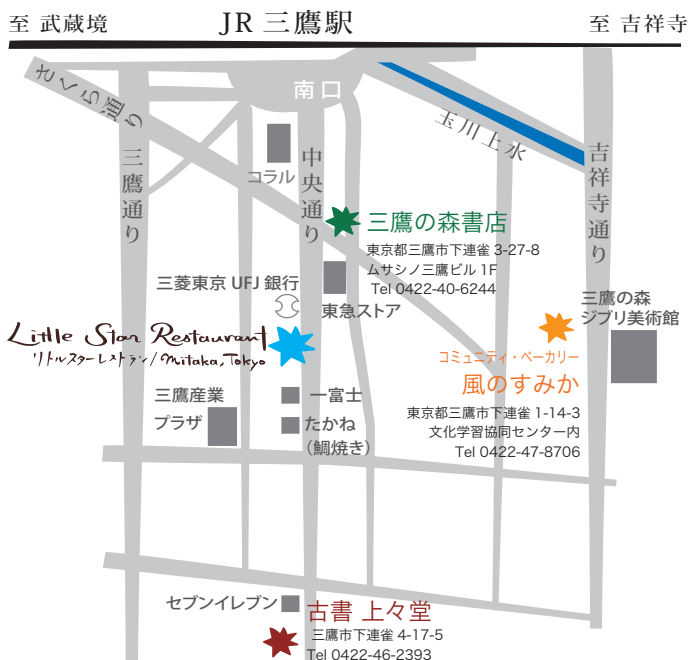 至 武蔵境
JR 三鷹駅
至 吉祥寺
さくら通り
南口
玉川上水
三鷹通り
コラル
中央通り
吉祥寺通り
三鷹の森書店
東京都三鷹市下連雀 3-27-8
ムサシノ三鷹ビル 1F
Tel 0422-40-6244
三菱東京 UFJ 銀行
東急ストア
三鷹の森
ジブリ美術館
Little Star Restaurant
リトルスターレストラン/Mitaka,Tokyo
コミュニティ・ベーカリー
風のすみか
東京都三鷹市下連雀 1-14-3
文化学習協同センター内
Tel 0422-47-8706
三鷹産業
プラザ
一富士
たかね
（鯛焼き）
セブンイレブン
古書 上々堂
三鷹市下連雀 4-17-5
Tel 0422-46-2393